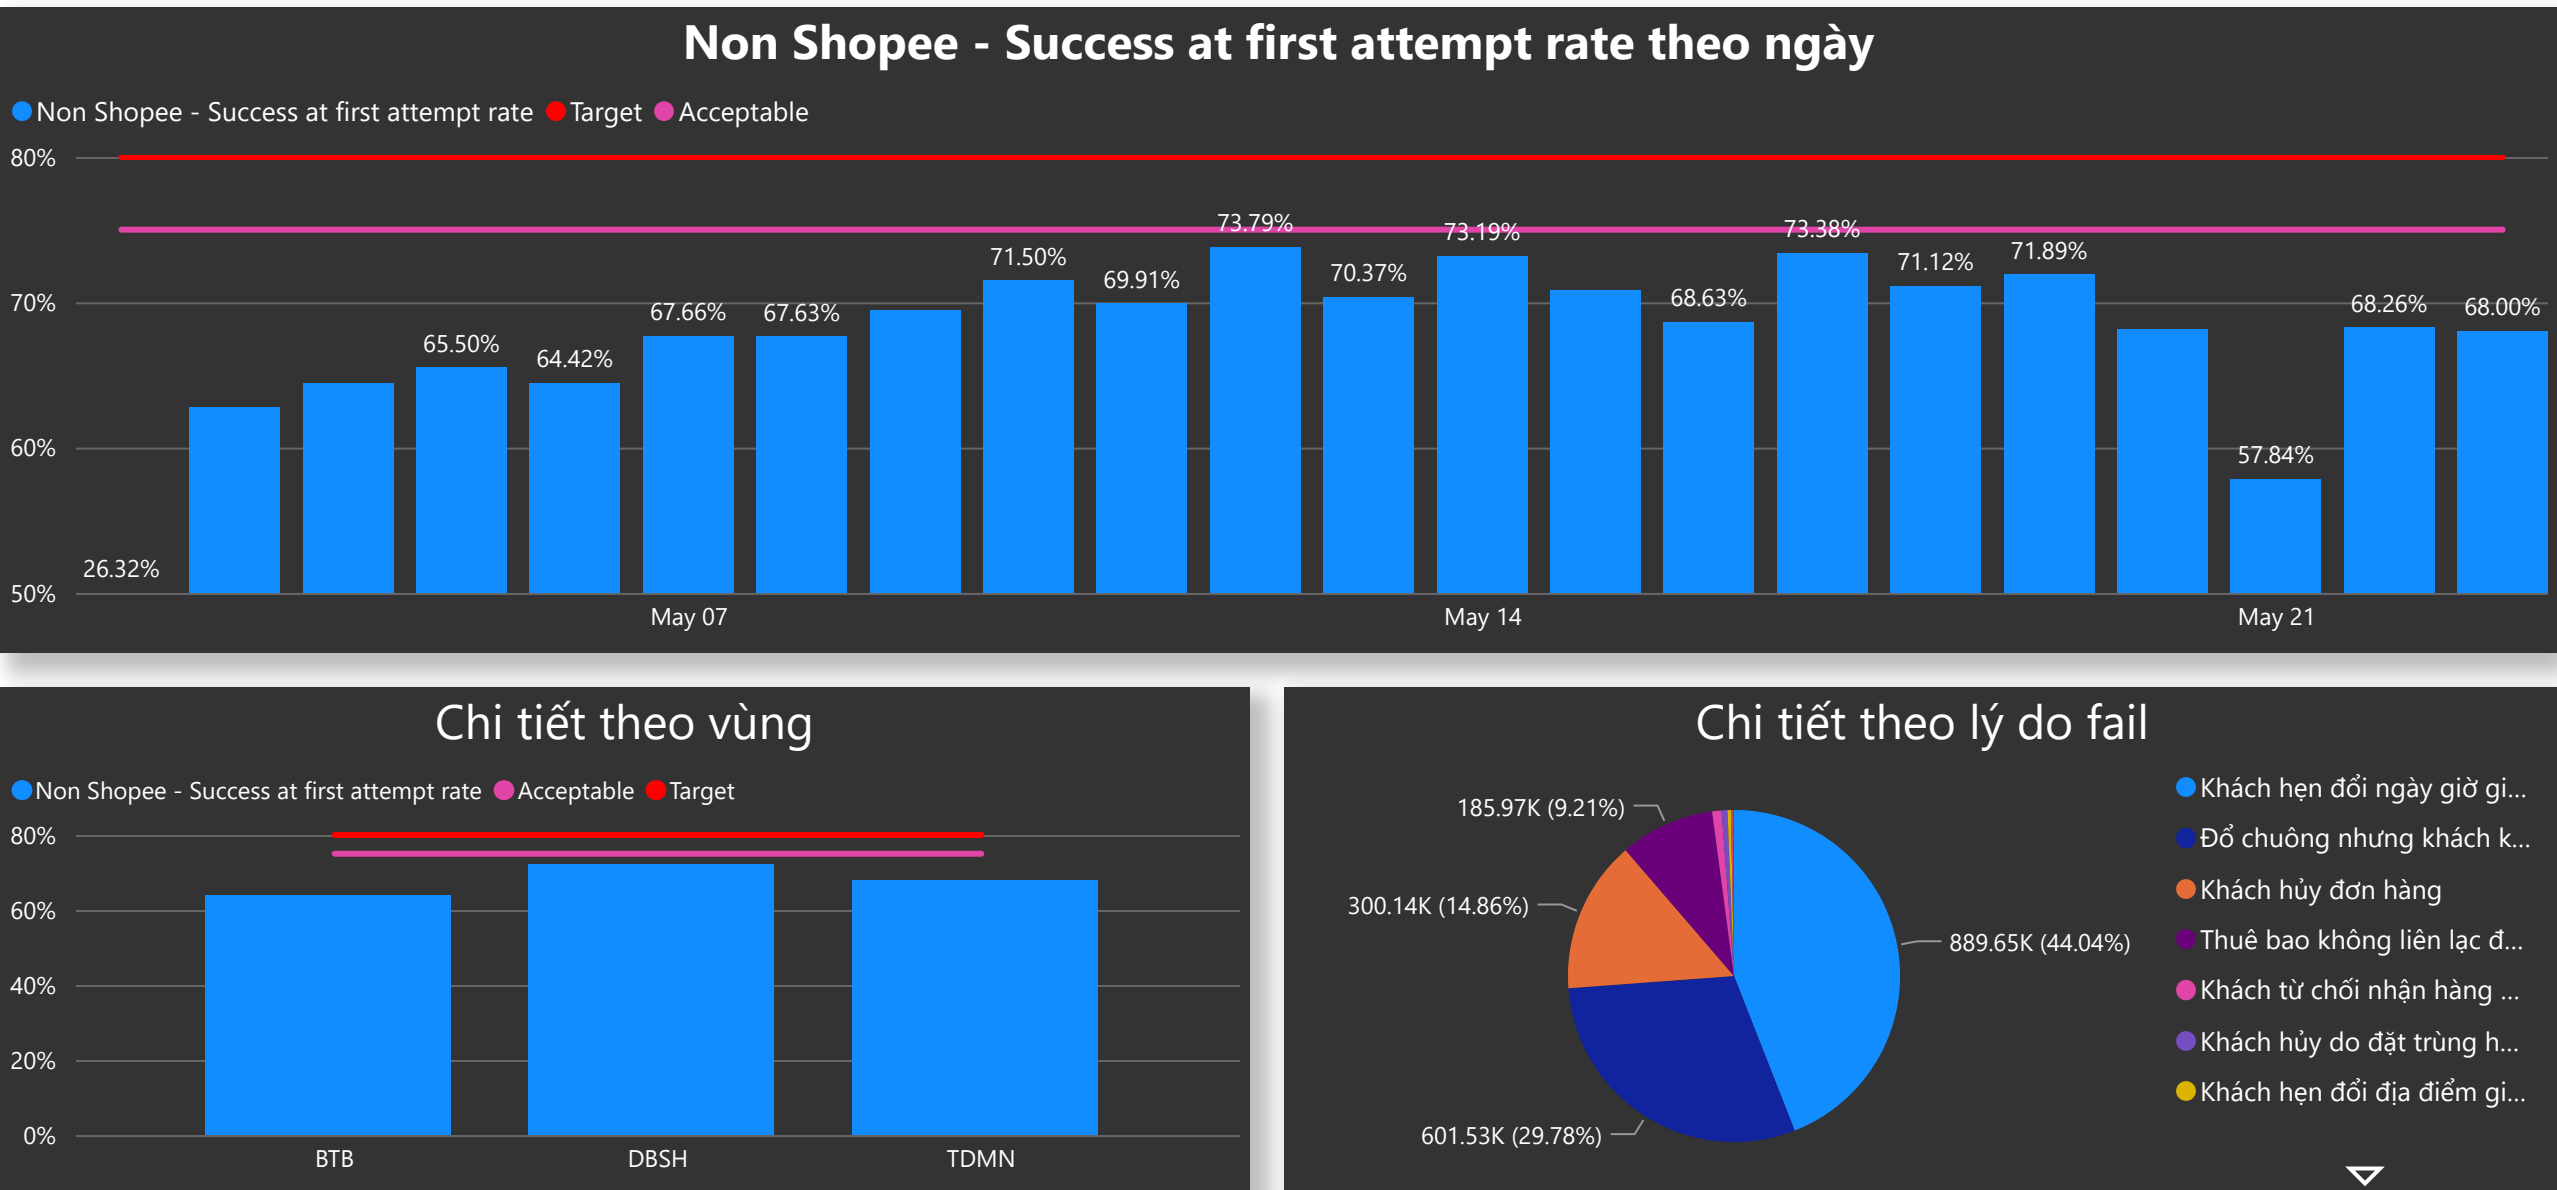 Non Shopee - Success at first attempt rate theo ngày
Non Shopee - Success at first attempt rate Target Acceptable
80%
70%
60%
50%
26.32%
65.50%
64.42%
67.66%
67.63%
71.50%
69.91%
73.79%
70.37%
73.19%
68.63%
73.38%
71.12%
71.89%
57.84%
68.26%
68.00%
May 07
May 14
May 21
Chi tiết theo vùng
Non Shopee - Success at first attempt rate Acceptable Target
80%
60%
40%
20%
0%
BTB
DBSH
TDMN
Chi tiết theo lý do fail
185.97K (9.21%)
300.14K (14.86%)
601.53K (29.78%)
889.65K (44.04%)
Khách hẹn đổi ngày giờ gi...
Đổ chuông nhưng khách k...
Khách hủy đơn hàng
Thuê bao không liên lạc đ...
Khách từ chối nhận hàng ...
Khách hủy do đặt trùng h...
Khách hẹn đổi địa điểm gi...